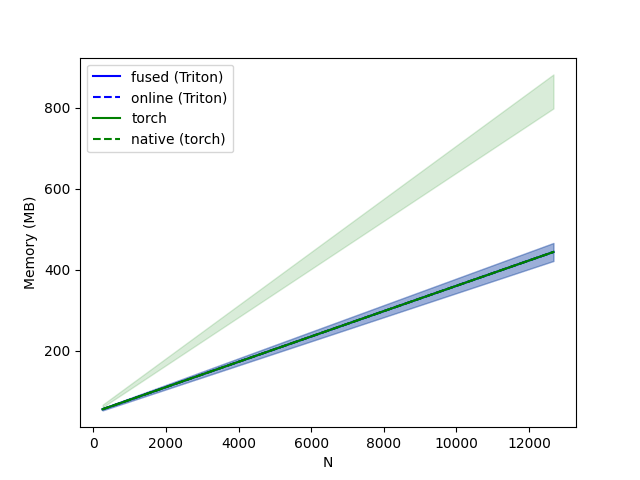 fused (Triton)
online (Triton)
torch
native (torch)
800
600
400
200
Memory (MB)
0
2000
4000
6000
8000
10000
12000
N